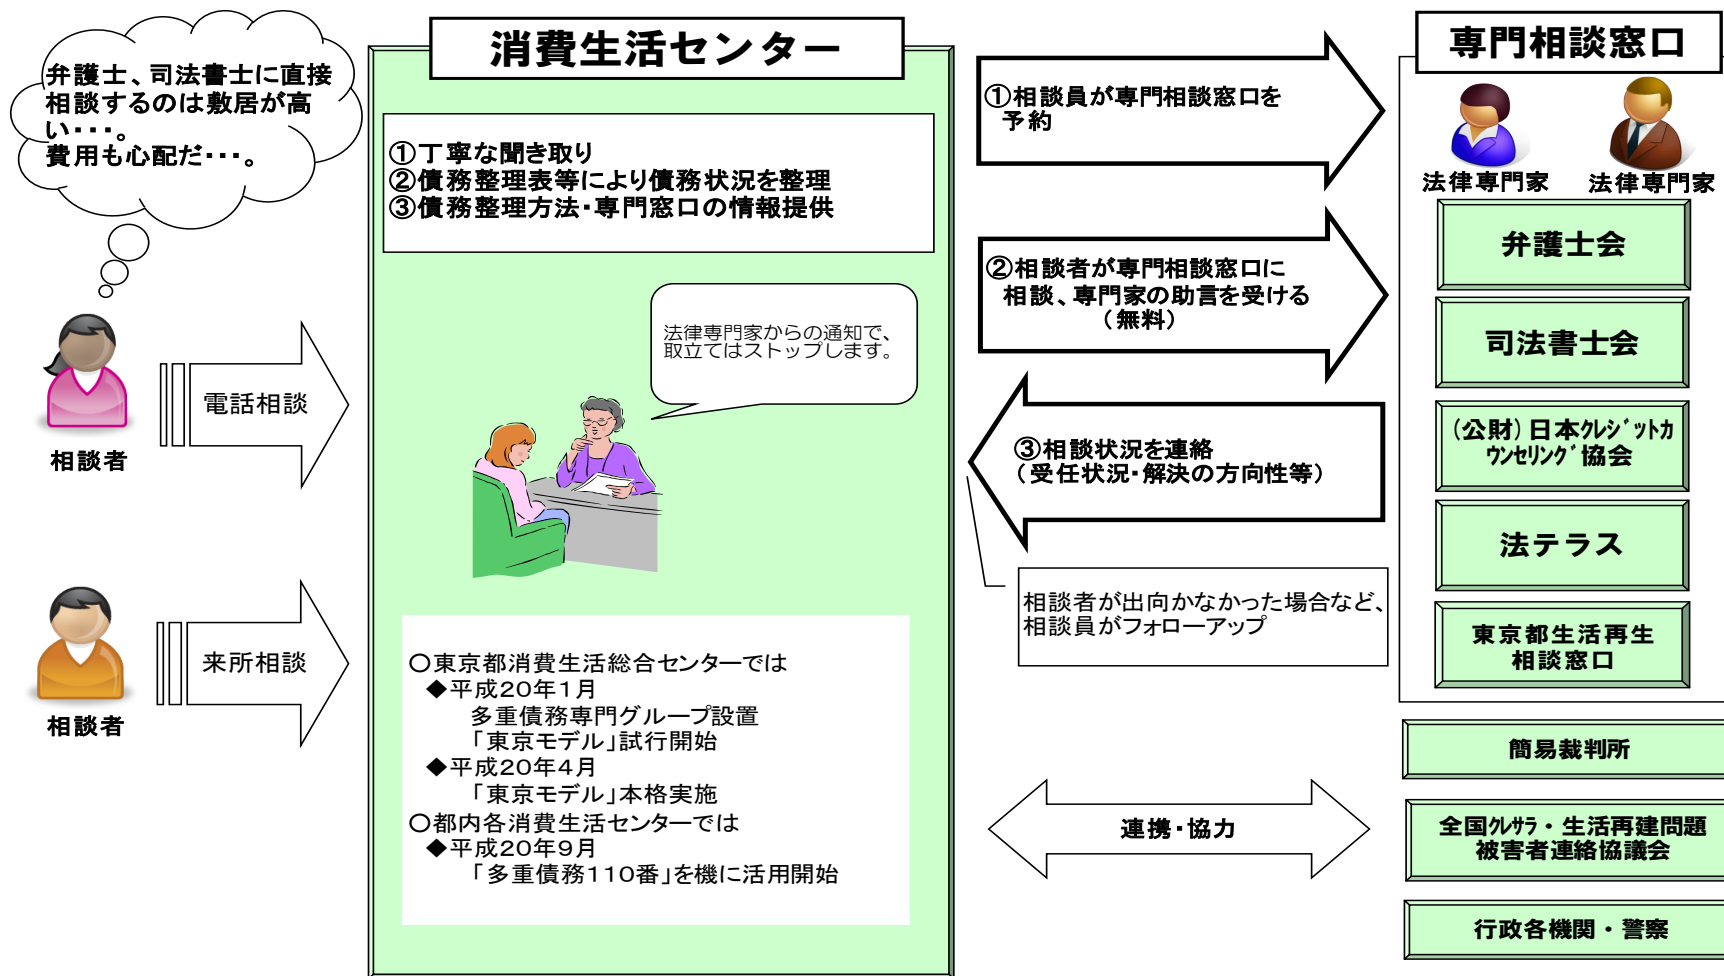 弁護士、司法書士に直接
相談するのは敷居が高
い・・・。
費用も心配だ・・・。
相談者
電話相談
相談者
来所相談
消費生活センター
①丁寧な聞き取り
②債務整理表等により債務状況を整理
③債務整理方法・専門窓口の情報提供
法律専門家からの通知で、
取立てはストップします。
○東京都消費生活総合センターでは
◆平成20年1月
多重債務専門グループ設置
「東京モデル」試行開始
◆平成20年4月
「東京モデル」本格実施
○都内各消費生活センターでは
◆平成20年9月
「多重債務110番」を機に活用開始
①相談員が専門相談窓口を
予約
②相談者が専門相談窓口に
相談、専門家の助言を受ける
（無料）
③相談状況を連絡
（受任状況・解決の方向性等）
相談者が出向かなかった場合など、
相談員がフォローアップ
連携・協力
専門相談窓口
法律専門家
法律専門家
弁護士会
司法書士会
（公財）日本ｸﾚｼﾞｯﾄｶ
ｳﾝｾﾘﾝｸﾞ協会
法テラス
東京都生活再生
相談窓口
簡易裁判所
全国ｸﾚｻﾗ・生活再建問題
被害者連絡協議会
行政各機関・警察